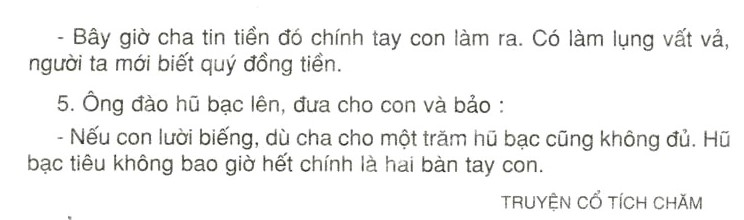 - Bây giờ cha tin tiền đó chính tay con làm ra. Có làm lụng vất vả,
người ta mới biết quý đồng tiền.
5. Ông đào hũ bạc lên, đưa cho con và bảo :
- Nếu con lười biếng, dù cha cho một trăm hũ bạc cũng không đủ. Hũ
bạc tiêu không bao giờ hết chính là hai bàn tay con.
TRUYỆN CỔ TÍCH CHĂM